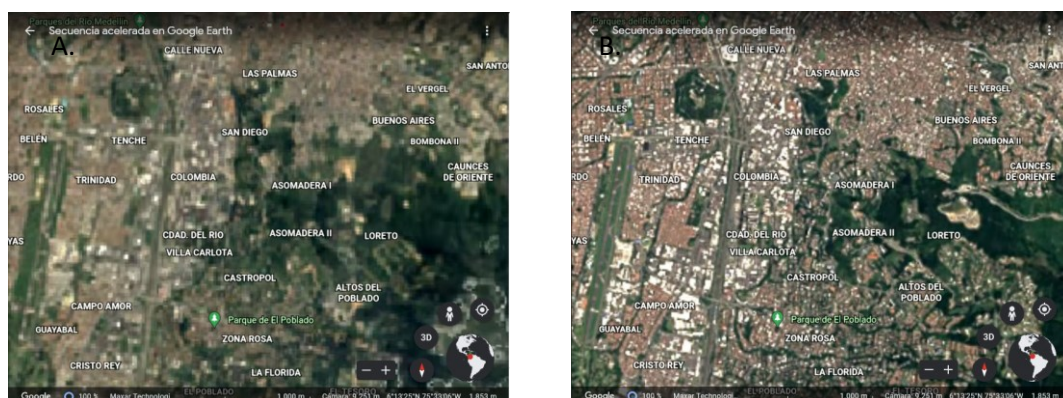 A.
Parques del Río Medellín
Secuencia acelerada en Google Earth
CALLE NUEVA
SAN ANTO
LAS PALMAS
EL VERGEL
ROSALES
BUENOS AIRES
BELÉN
TENCHE
SAN DIEGO
BOMBONA II
CAUNCES
DE ORIENTE
RDO
TRINIDAD
COLOMBIA
ASOMADERA I
YAS
CDAD. DEL RIO
ASOMADERA II
LORETO
VILLA CARLOTA
CASTROPOL
ALTOS DEL
POBLADO
CAMPO AMOR
Parque de El Poblado
GUAYABAL
ZONA ROSA
3D
CRISTO REY
LA FLORIDA
EL POBLADO
EL TESORO
Google 100 % Maxar Technologi 1.000 m Cámara: 9.251 m 6°13'25"N 75°33'06"W 1.853 m
B.
Parques del Río Medellín
Secuencia acelerada en Google Earth
CALLE NUEVA
SAN ANTO
LAS PALMAS
EL VERGEL
ROSALES
BUENOS AIRES
BELÉN
TENCHE
SAN DIEGO
BOMBONA II
CAUNCES
DE ORIENTE
RDO
TRINIDAD
COLOMBIA
ASOMADERA I
YAS
CDAD. DEL RIO
ASOMADERA II
LORETO
VILLA CARLOTA
CASTROPOL
ALTOS DEL
POBLADO
CAMPO AMOR
Parque de El Poblado
GUAYABAL
ZONA ROSA
3D
CRISTO REY
LA FLORIDA
EL POBLADO
EL TESORO
Google 100 % Maxar Technologi 1.000 m Cámara: 9.251 m 6°13'25"N 75°33'06"W 1.853 m